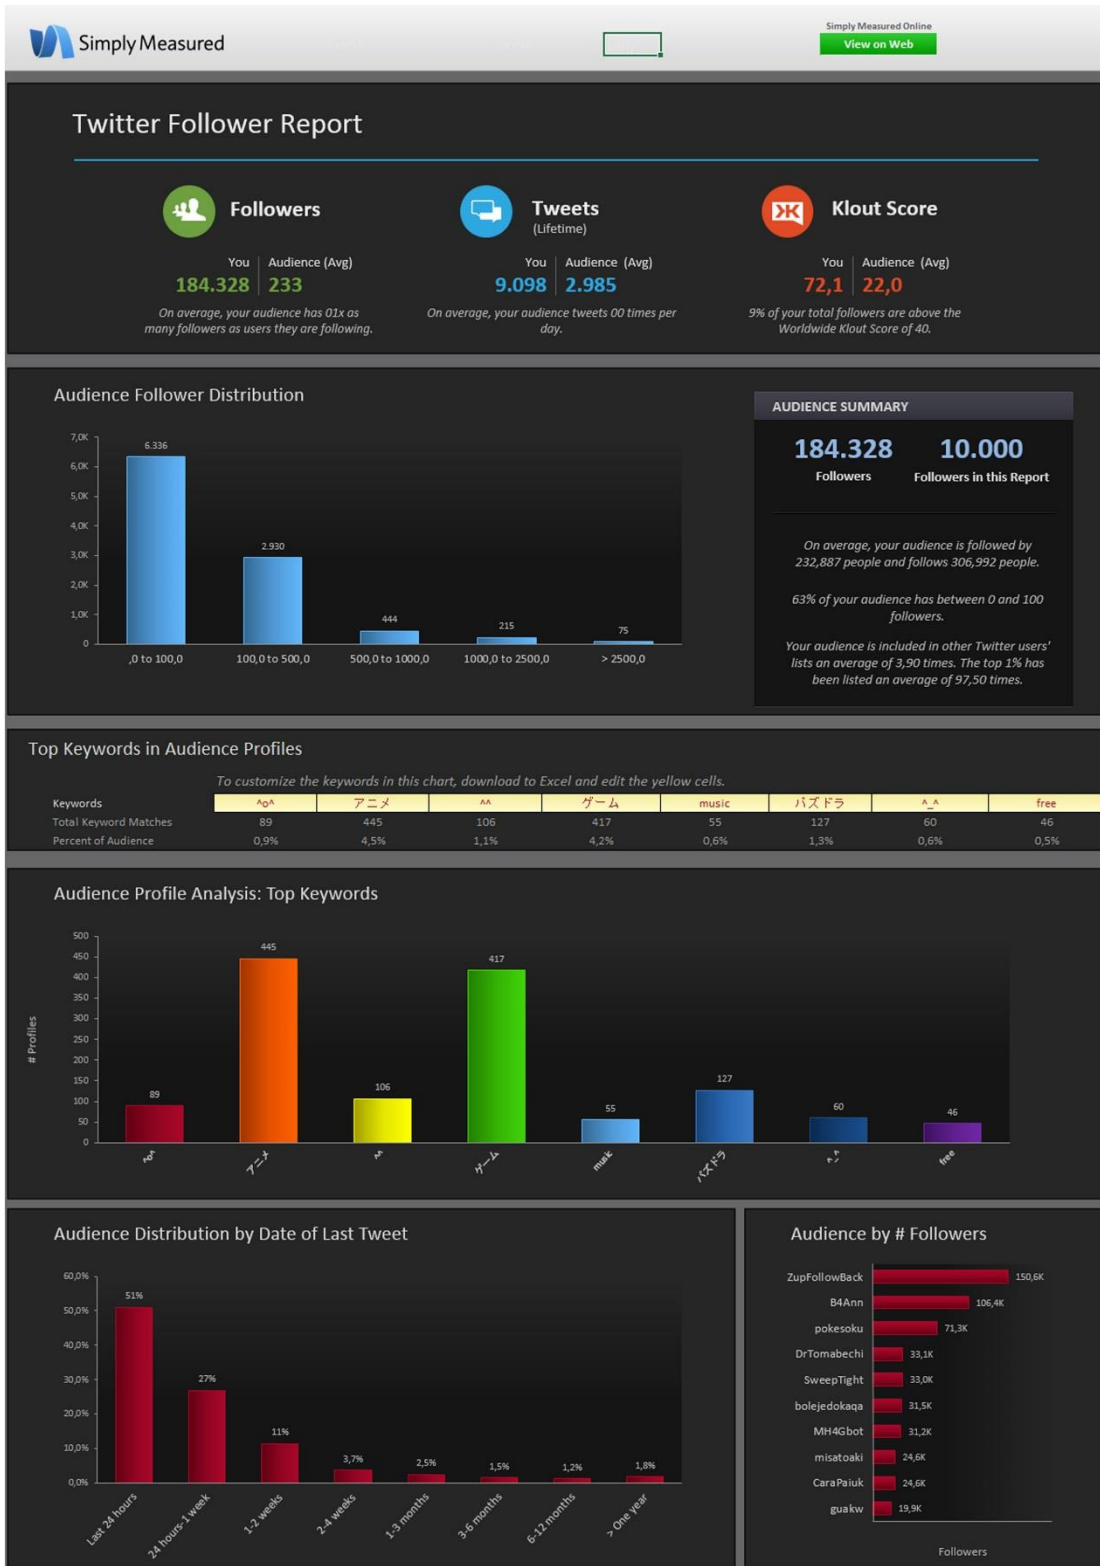 Simply Measured
Simply Measured Online
View on Web
Twitter Follower Report
Followers
You Audience (Avg)
184.328 233
On average, your audience has 01x as
many followers as users they are following.
Tweets
(Lifetime)
You Audience (Avg)
9.098 2.985
On average, your audience tweets 00 times per
day.
Klout Score
You Audience (Avg)
72,1 22,0
9% of your total followers are above the
Worldwide Klout Score of 40.
Audience Follower Distribution
7,0K
6,0K
5,0K
4,0K
3,0K
2,0K
1,0K
0
6.336
2.930
444
215
75
,0 to 100,0
100,0 to 500,0
500,0 to 1000,0
1000,0 to 2500,0
> 2500,0
AUDIENCE SUMMARY
184.328 10.000
Followers Followers in this Report
On average, your audience is followed by
232,887 people and follows 306,992 people.
63% of your audience has between 0 and 100
followers.
Your audience is included in other Twitter users'
lists an average of 3,90 times. The top 1% has
been listed an average of 97,50 times.
Top Keywords in Audience Profiles
To customize the keywords in this chart, download to Excel and edit the yellow cells.
Keywords ^o^ アニメ ^^ ゲーム music パズドラ ^_^ free
Total Keyword Matches 89 445 106 417 55 127 60 46
Percent of Audience 0,9% 4,5% 1,1% 4,2% 0,6% 1,3% 0,6% 0,5%
Audience Profile Analysis: Top Keywords
# Profiles
500
450
400
350
300
250
200
150
100
50
0
89
445
106
417
55
127
60
46
^o^
アニメ
^^
ゲーム
music
パズドラ
^_^
free
Audience Distribution by Date of Last Tweet
60,0%
50,0%
40,0%
30,0%
20,0%
10,0%
0,0%
51%
27%
11%
3,7%
2,5%
1,5%
1,2%
1,8%
Last 24 hours
24 hours-1 week
1-2 weeks
2-4 weeks
1-3 months
3-6 months
6-12 months
> One year
Audience by # Followers
ZupFollowBack 150,6K
B4Ann 106,4K
pokesoku 71,3K
DrTomabechi 33,1K
SweepTight 33,0K
bolejedokaqa 31,5K
MH4Gbot 31,2K
misatoaki 24,6K
CaraPaiuk 24,6K
guakw 19,9K
Followers